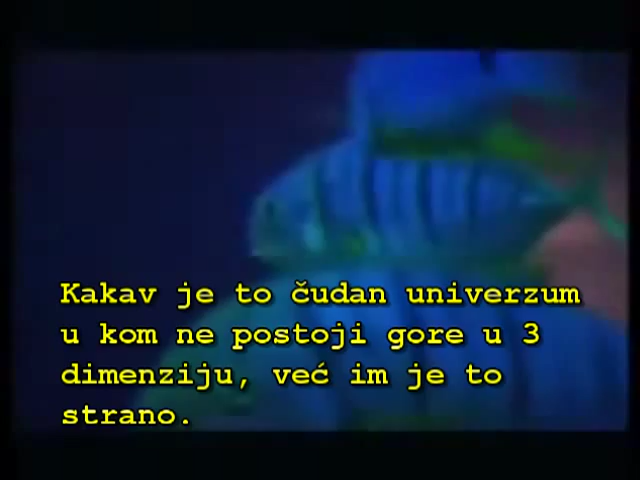 Kakav je to čudan univerzum
u kom ne postoji gore u 3
dimenziju, već im je to
strano.